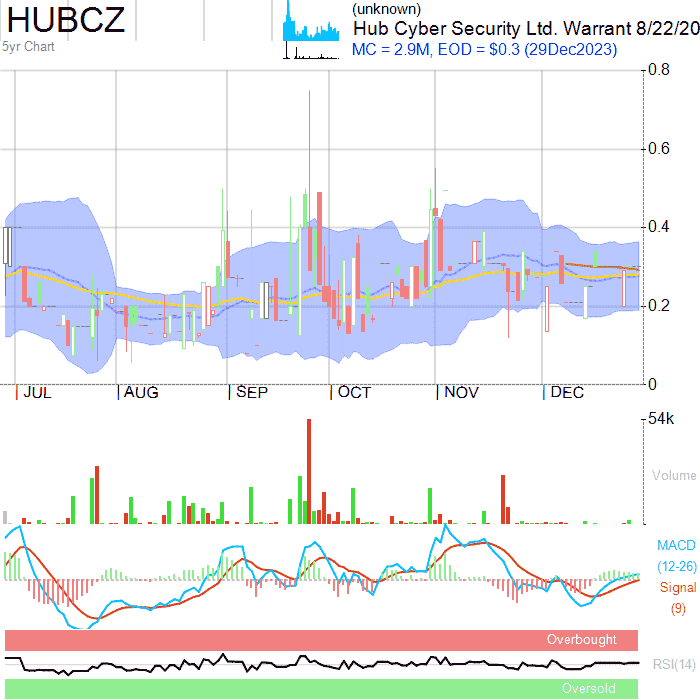 HUBCZ
5yr Chart
(unknown)
Hub Cyber Security Ltd. Warrant 8/22/20
MC = 2.9M, EOD = $0.3 (29Dec2023)
0.8
0.6
0.4
0.2
0
JUL AUG SEP OCT NOV DEC
54k
Volume
MACD
(12-26)
Signal
(9)
Overbought
RSI(14)
Oversold